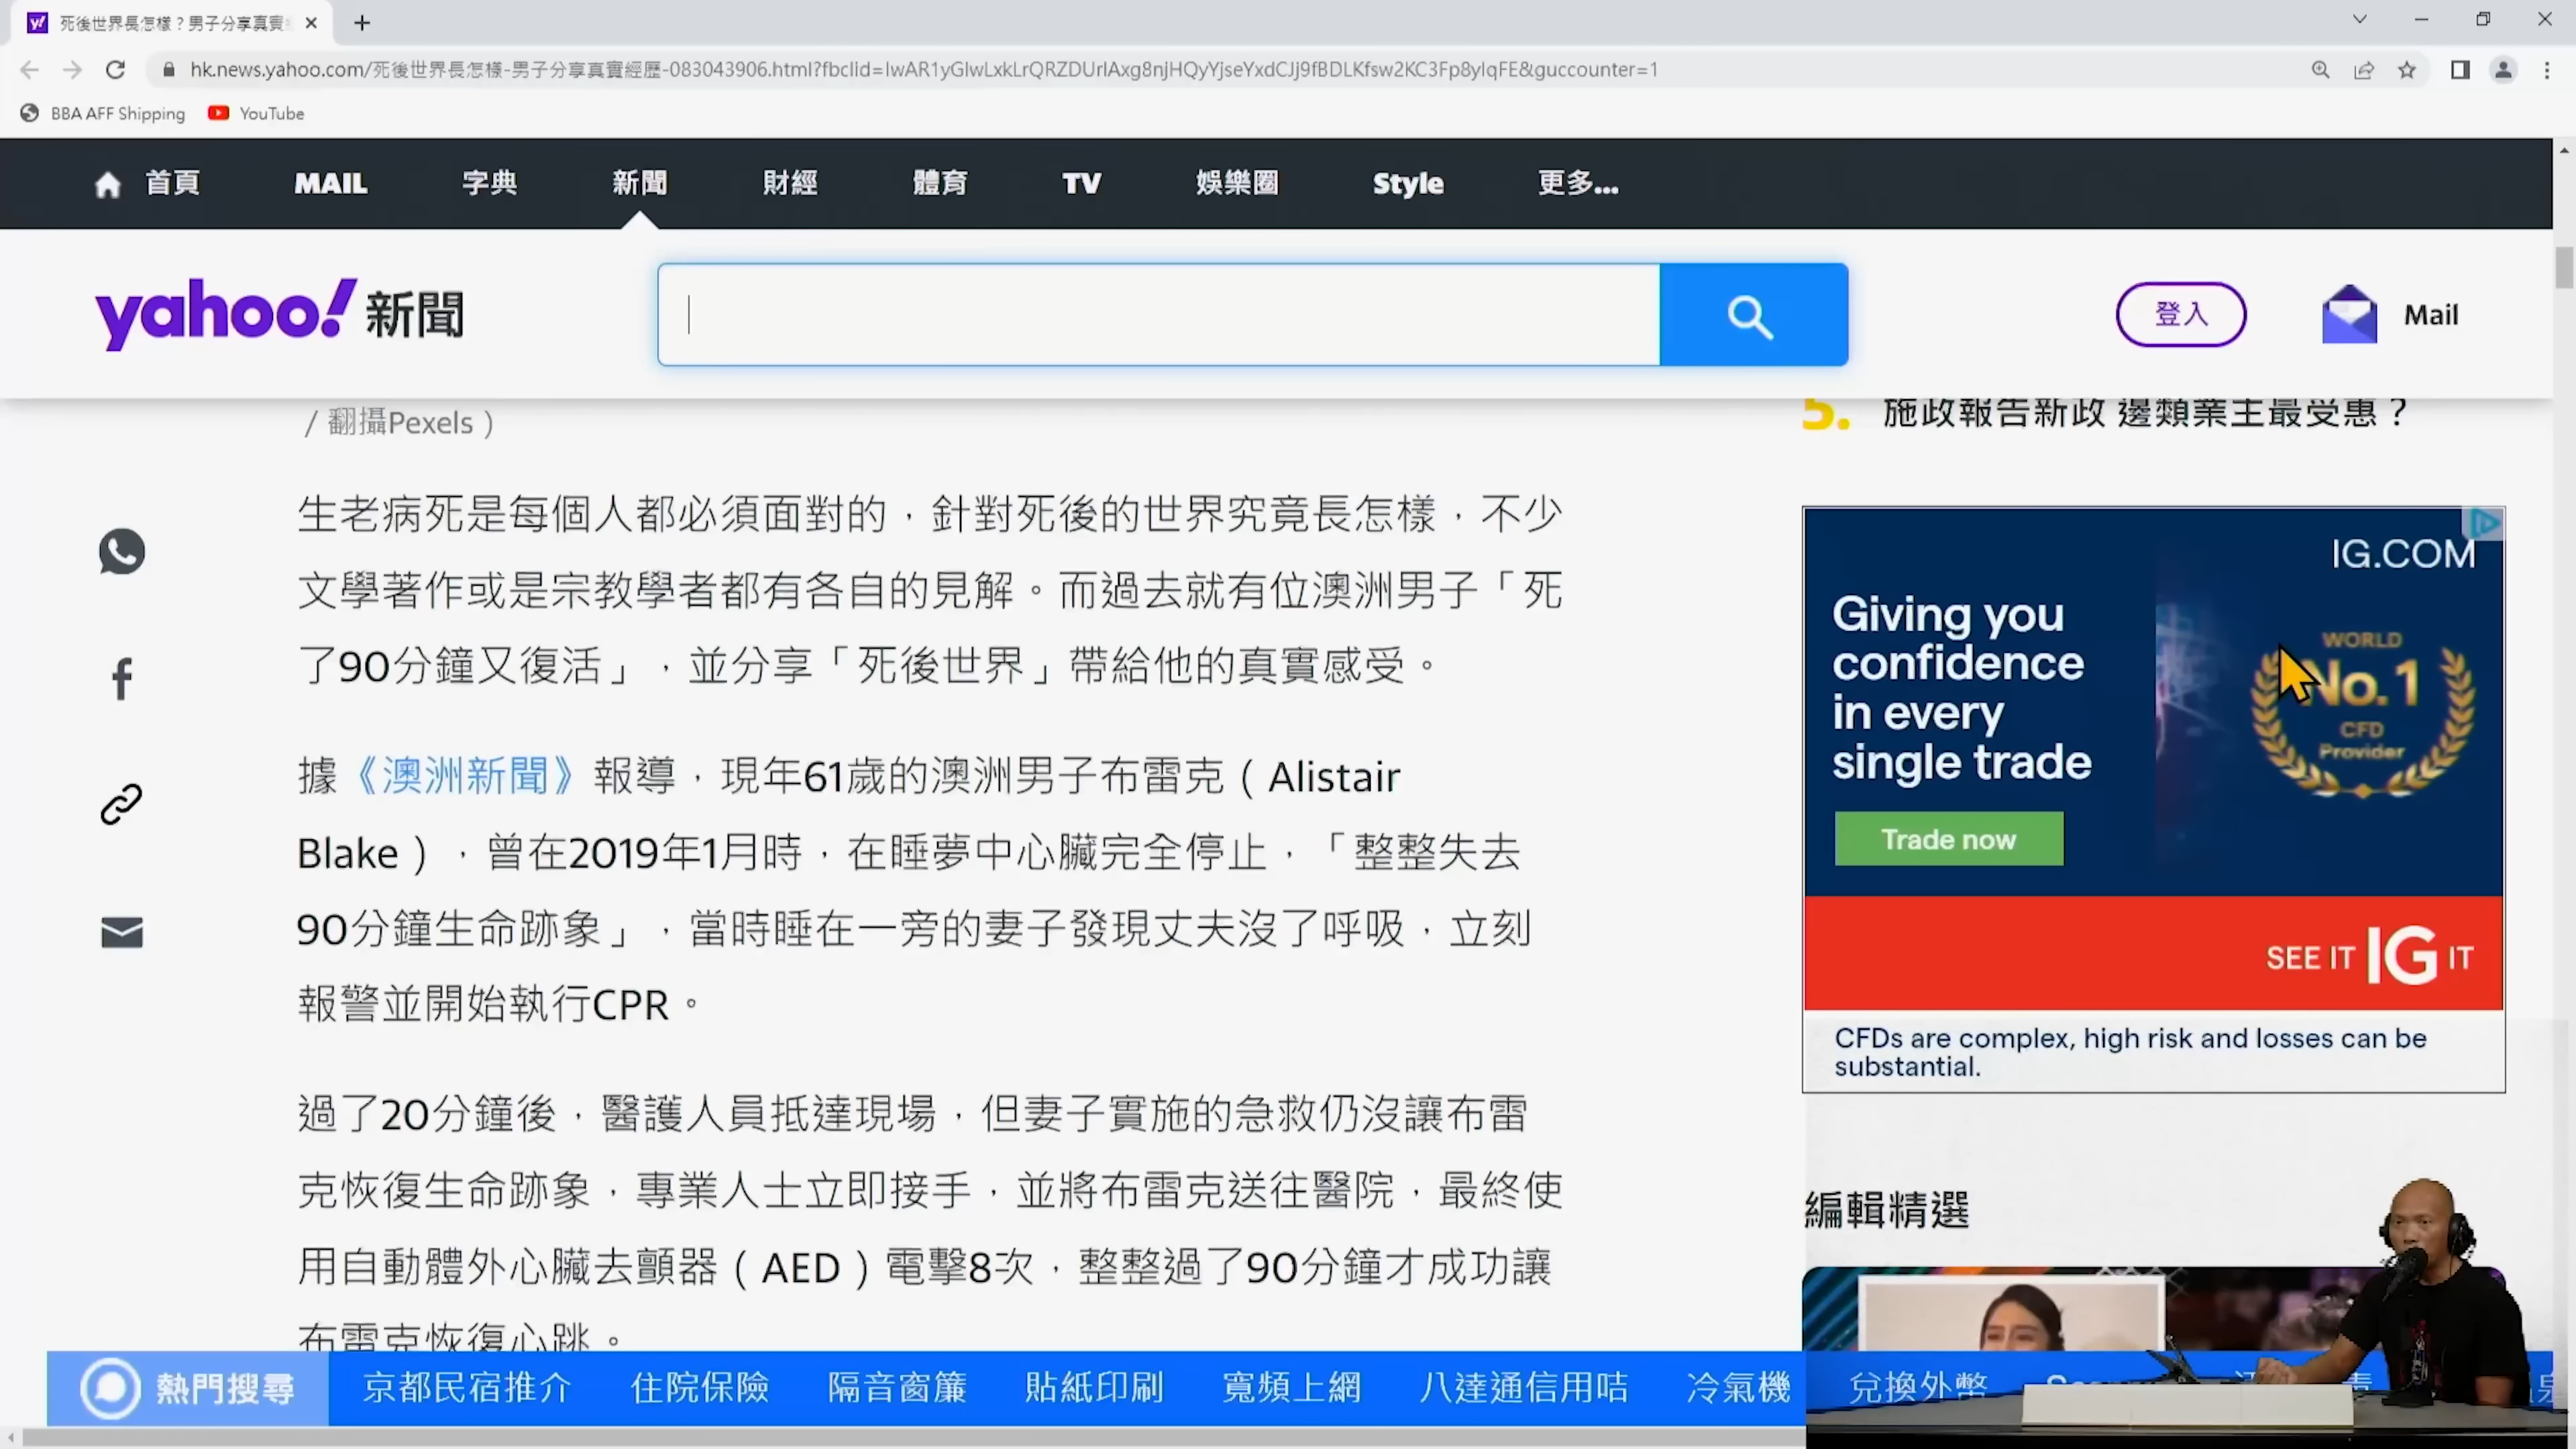 死後世界長怎樣？男子分享真實
hk.news.yahoo.com/死後世界長怎樣-男子分享真實經歷-083043906.html?fbclid=IwAR1yGlwLxkLrQRZDUrIAxg8njHQyYjseYxdCJj9fBDLKfsw2KC3Fp8yIqFE&guccounter=1
BBA AFF Shipping YouTube
首頁 MAIL 字典 新聞 財經 體育 TV 娛樂圈 Style 更多...
yahoo!新聞
登入
Mail
/ 翻攝Pexels）
生老病死是每個人都必須面對的，針對死後的世界究竟長怎樣，不少
文學著作或是宗教學者都有各自的見解。而過去就有位澳洲男子「死
了90分鐘又復活」，並分享「死後世界」帶給他的真實感受。
據《澳洲新聞》報導，現年61歲的澳洲男子布雷克（Alistair
Blake），曾在2019年1月時，在睡夢中心臟完全停止，「整整失去
90分鐘生命跡象」，當時睡在一旁的妻子發現丈夫沒了呼吸，立刻
報警並開始執行CPR。
過了20分鐘後，醫護人員抵達現場，但妻子實施的急救仍沒讓布雷
克恢復生命跡象，專業人士立即接手，並將布雷克送往醫院，最終使
用自動體外心臟去顫器（AED）電擊8次，整整過了90分鐘才成功讓
布雷克恢復心跳。
5. 施政報告新政 邊類業主最受惠？
IG.COM
Giving you
confidence
in every
single trade
Trade now
WORLD
No.1
CFD
Provider
SEE IT IG IT
CFDs are complex, high risk and losses can be
substantial.
編輯精選
熱門搜尋 京都民宿推介 住院保險 隔音窗簾 貼紙印刷 寬頻上網 八達通信用咭 冷氣機 兌換外幣